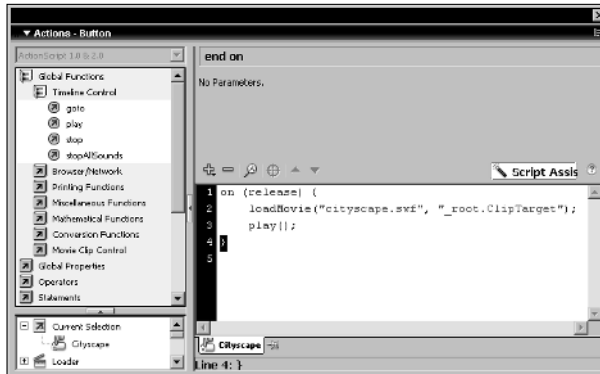 Actions - Button
ActionScript 1.0 & 2.0
Global Functions
Timeline Control
goto
play
stop
stopAllSounds
Browser/Network
Printing Functions
Miscellaneous Functions
Mathematical Functions
Conversion Functions
Movie Clip Control
Global Properties
Operators
Statements
Current Selection
Cityscape
Loader
end on
No Parameters.
Script Assis
1 on (release) {
2 loadMovie("cityscape.swf", "_root.ClipTarget");
3 play();
4 }
5
Cityscape
Line 4: }